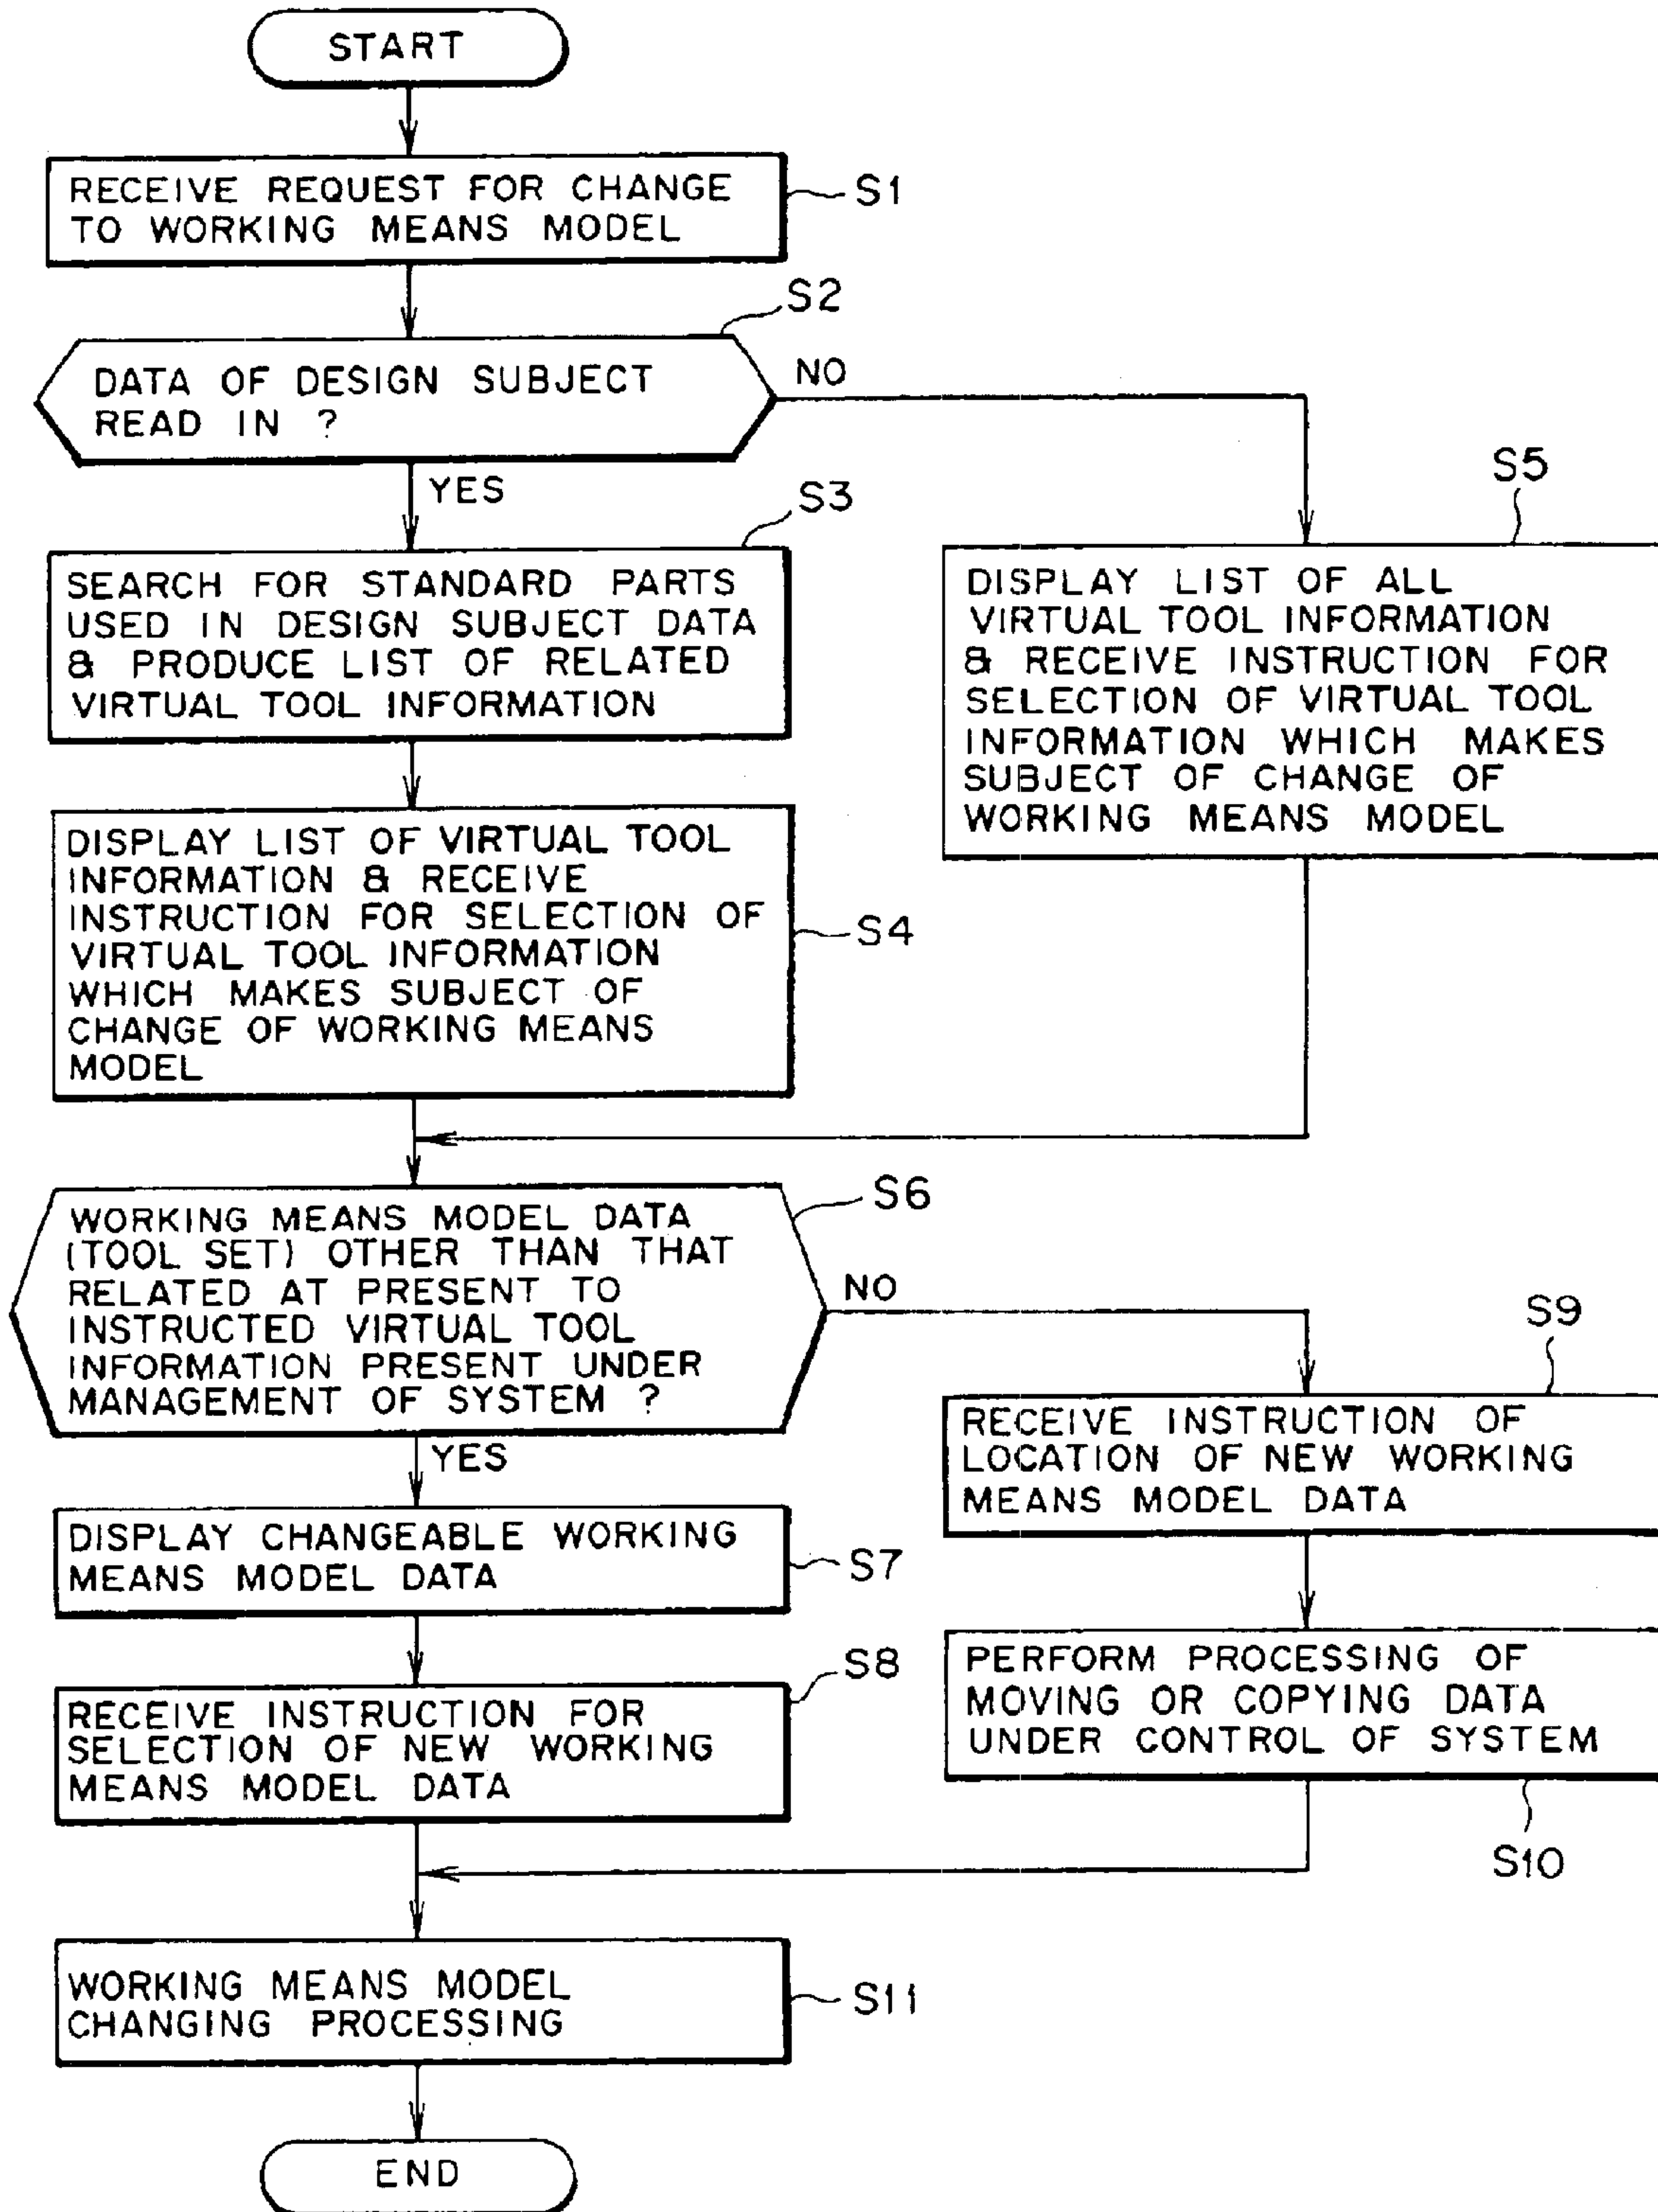 START
RECEIVE REQUEST FOR CHANGE
TO WORKING MEANS MODEL
S1
S2
DATA OF DESIGN SUBJECT
READ IN ?
NO
YES
S3
SEARCH FOR STANDARD PARTS
USED IN DESIGN SUBJECT DATA
& PRODUCE LIST OF RELATED
VIRTUAL TOOL INFORMATION
S5
DISPLAY LIST OF ALL
VIRTUAL TOOL INFORMATION
& RECEIVE INSTRUCTION FOR
SELECTION OF VIRTUAL TOOL
INFORMATION WHICH MAKES
SUBJECT OF CHANGE OF
WORKING MEANS MODEL
DISPLAY LIST OF VIRTUAL TOOL
INFORMATION & RECEIVE
INSTRUCTION FOR SELECTION OF
VIRTUAL TOOL INFORMATION
WHICH MAKES SUBJECT OF
CHANGE OF WORKING MEANS
MODEL
S4
S6
WORKING MEANS MODEL DATA
(TOOL SET) OTHER THAN THAT
RELATED AT PRESENT TO
INSTRUCTED VIRTUAL TOOL
INFORMATION PRESENT UNDER
MANAGEMENT OF SYSTEM ?
NO
YES
S9
RECEIVE INSTRUCTION OF
LOCATION OF NEW WORKING
MEANS MODEL DATA
DISPLAY CHANGEABLE WORKING
MEANS MODEL DATA
S7
S8
RECEIVE INSTRUCTION FOR
SELECTION OF NEW WORKING
MEANS MODEL DATA
PERFORM PROCESSING OF
MOVING OR COPYING DATA
UNDER CONTROL OF SYSTEM
S10
WORKING MEANS MODEL
CHANGING PROCESSING
S11
END